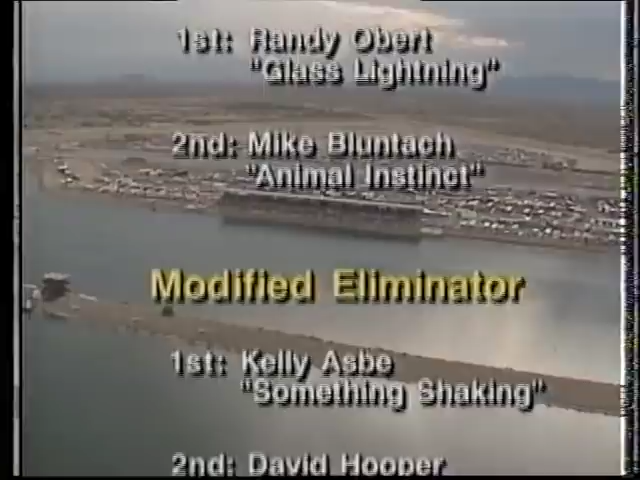 1st: Randy Obert
"Glass Lightning"
2nd: Mike Bluntach
"Animal Instinct"
Modified Eliminator
1st: Kelly Asbe
"Something Shaking"
2nd: David Hooper